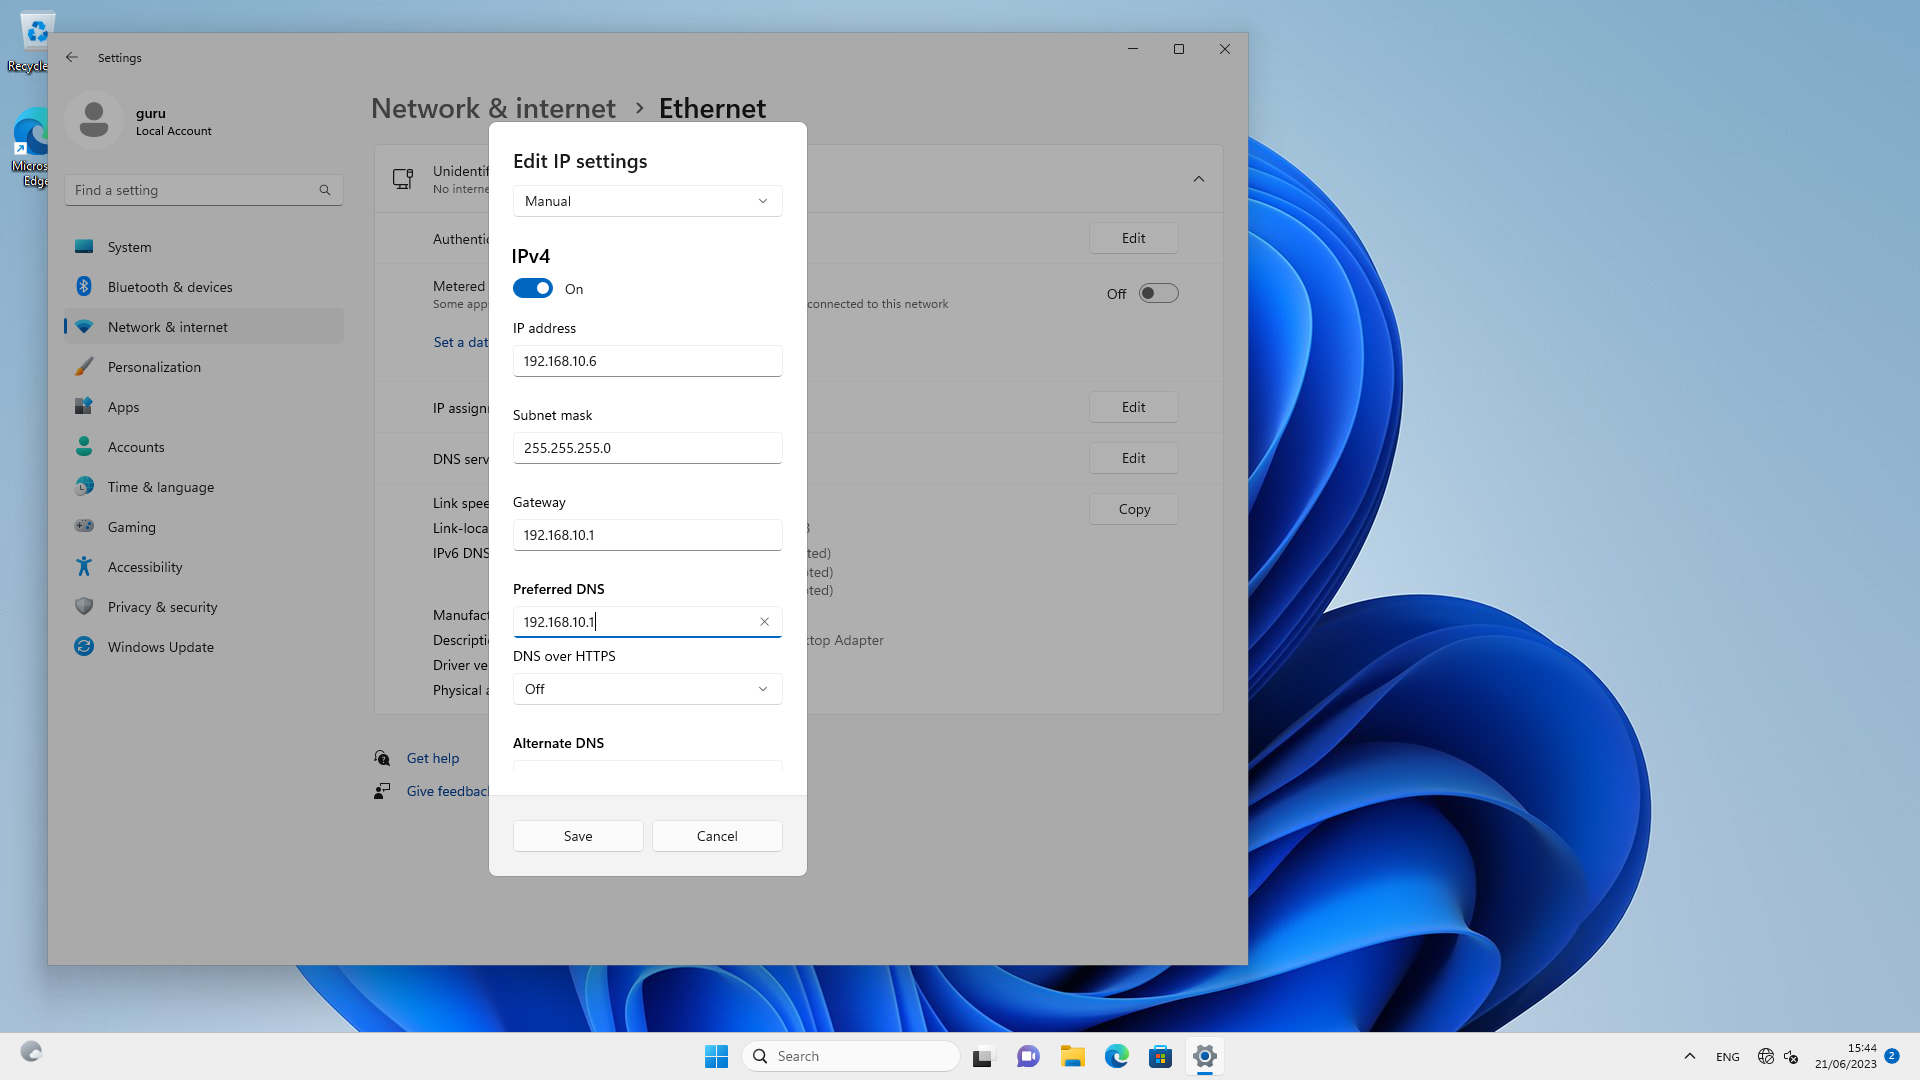 Recycle
Micros
Edge
Settings
guru
Local Account
Find a setting
System
Bluetooth & devices
Network & internet
Personalization
Apps
Accounts
Time & language
Gaming
Accessibility
Privacy & security
Windows Update
Network & internet › Ethernet
Unidentif
No interne
Authentic
Edit
Metered
Some app
connected to this network
Off
Set a dat
IP assign
Edit
DNS serv
Edit
Link spee
Copy
Link-loca
IPv6 DNS
ted)
oted)
oted)
Manufact
Descripti
ktop Adapter
Driver ve
Physical a
Get help
Give feedbac
Edit IP settings
Manual
IPv4
On
IP address
192.168.10.6
Subnet mask
255.255.255.0
Gateway
192.168.10.1
Preferred DNS
192.168.10.1
DNS over HTTPS
Off
Alternate DNS
Save
Cancel
Search
ENG
15:44
21/06/2023
2